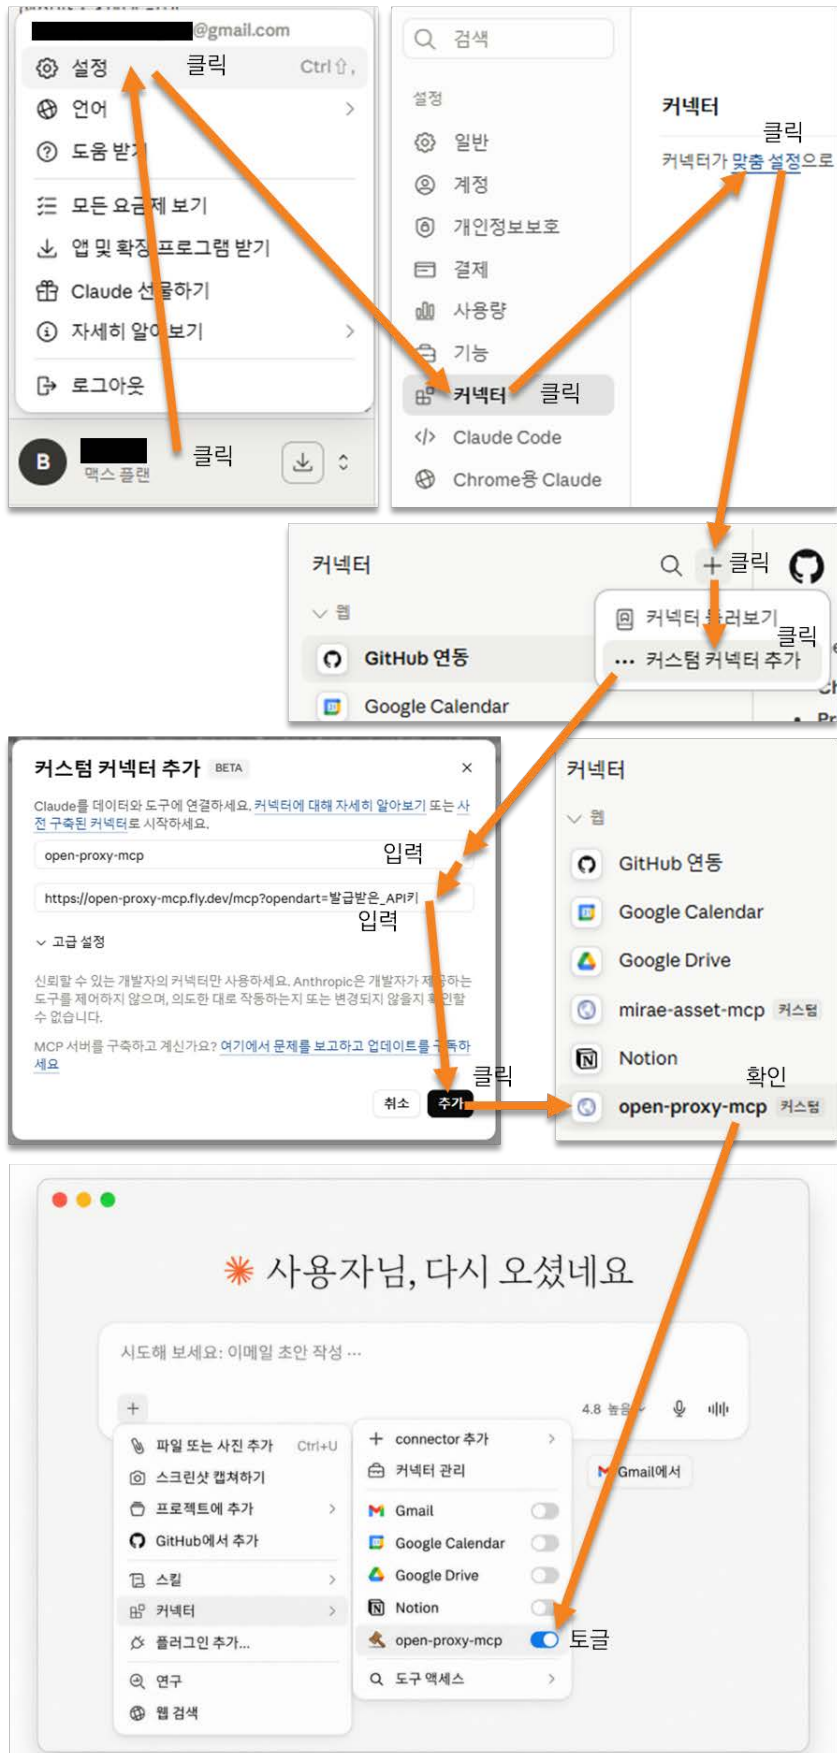 @gmail.com
설정
클릭
Ctrl⇧,
언어
도움 받기
모든 요금제 보기
앱 및 확장 프로그램 받기
Claude 선물하기
자세히 알아보기
로그아웃
B
맥스 플랜
클릭
검색
설정
일반
계정
개인정보보호
결제
사용량
기능
커넥터
클릭
Claude Code
Chrome용 Claude
커넥터
클릭
커넥터가 맞춤 설정으로
커넥터
클릭
웹
커넥터 둘러보기
클릭
GitHub 연동
커스텀 커넥터 추가
Google Calendar
Pr
커스텀 커넥터 추가 BETA
Claude를 데이터와 도구에 연결하세요. 커넥터에 대해 자세히 알아보기 또는 사
전 구축된 커넥터로 시작하세요.
open-proxy-mcp
입력
https://open-proxy-mcp.fly.dev/mcp?opendart=발급받은_API키
입력
고급 설정
신뢰할 수 있는 개발자의 커넥터만 사용하세요. Anthropic은 개발자가 제공하는
도구를 제어하지 않으며, 의도한 대로 작동하는지 또는 변경되지 않을지 확인할
수 없습니다.
MCP 서버를 구축하고 계신가요? 여기에서 문제를 보고하고 업데이트를 구독하
세요
클릭
취소
추가
커넥터
웹
GitHub 연동
Google Calendar
Google Drive
mirae-asset-mcp 커스텀
Notion
확인
open-proxy-mcp 커스텀
사용자님, 다시 오셨네요
시도해 보세요: 이메일 초안 작성 ···
4.8 높음
파일 또는 사진 추가 Ctrl+U
스크린샷 캡쳐하기
프로젝트에 추가
GitHub에서 추가
스킬
커넥터
플러그인 추가...
연구
웹 검색
connector 추가
커넥터 관리
Gmail
Google Calendar
Google Drive
Notion
open-proxy-mcp
토글
도구 액세스
Gmail에서